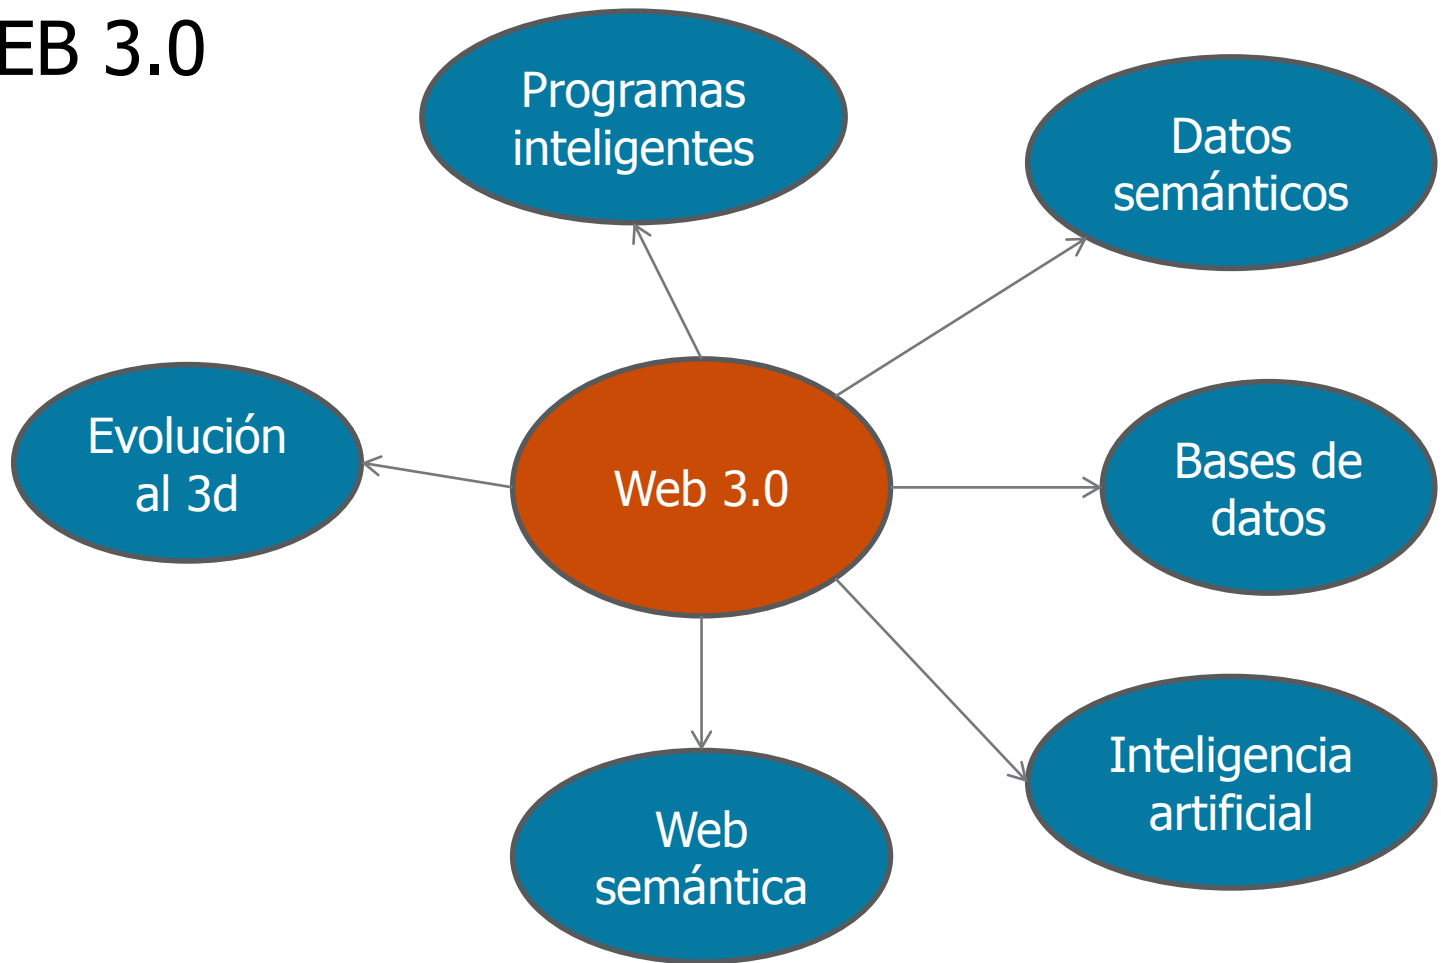 EB 3.0
Programas
inteligentes
Datos
semánticos
Evolución
al 3d
Web 3.0
Bases de
datos
Inteligencia
artificial
Web
semántica